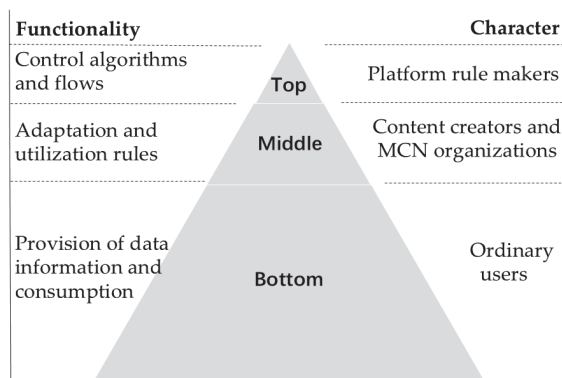 Functionality
Character
Control algorithms
and flows
Top
Platform rule makers
Adaptation and
utilization rules
Middle
Content creators and
MCN organizations
Provision of data
information and
consumption
Bottom
Ordinary
users